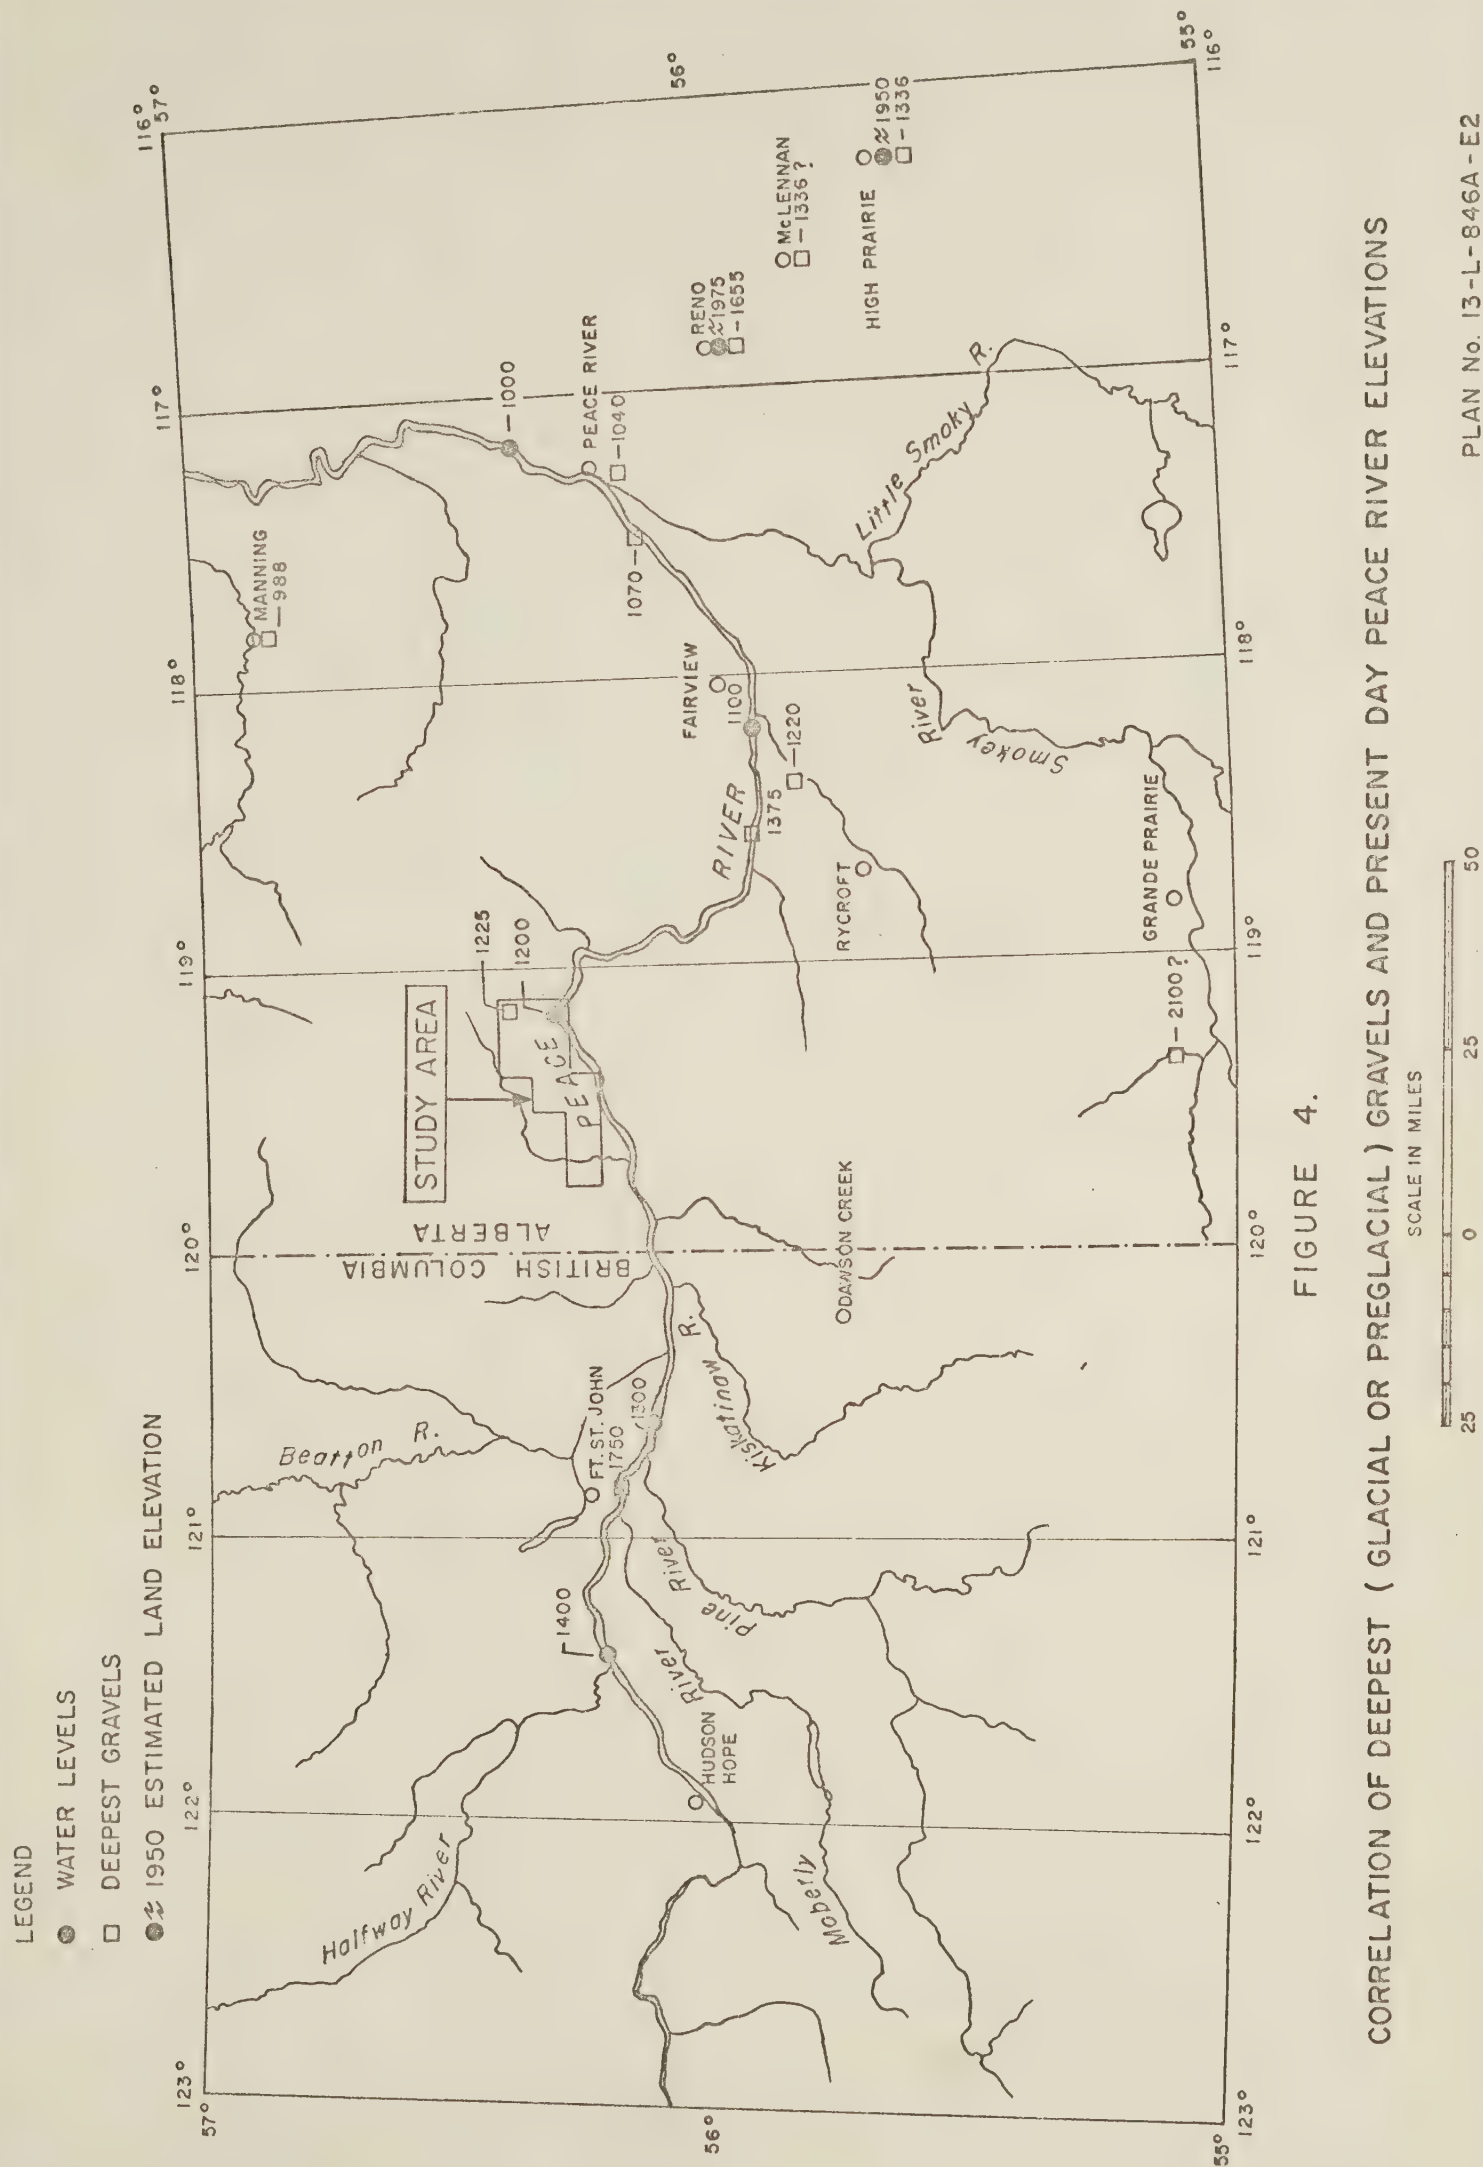 LEGEND
WATER LEVELS
DEEPEST GRAVELS
≈ 1950 ESTIMATED LAND ELEVATION
123°
122°
121°
120°
119°
118°
117°
116°
57°
57°
Halfway River
Beatton R.
BRITISH COLUMBIA
ALBERTA
STUDY AREA
1225
1200
MANNING
988
1000
1400
FT. ST. JOHN
1750
1300
PEACE
RIVER
FAIRVIEW
1100
1070
PEACE RIVER
1040
56°
56°
HUDSON
HOPE
Moberly River
Pine River
Kiskatinaw R.
DAWSON CREEK
1375
1220
RYCROFT
RENO
≈1975
1655
McLENNAN
1336 ?
HIGH PRAIRIE
≈1950
1336
Little Smoky R.
Smokey River
GRANDE PRAIRIE
2100?
55°
55°
123°
122°
121°
120°
119°
118°
117°
116°
FIGURE 4.
CORRELATION OF DEEPEST (GLACIAL OR PREGLACIAL) GRAVELS AND PRESENT DAY PEACE RIVER ELEVATIONS
SCALE IN MILES
25 0 25 50
PLAN No. 13-L-846A-E2